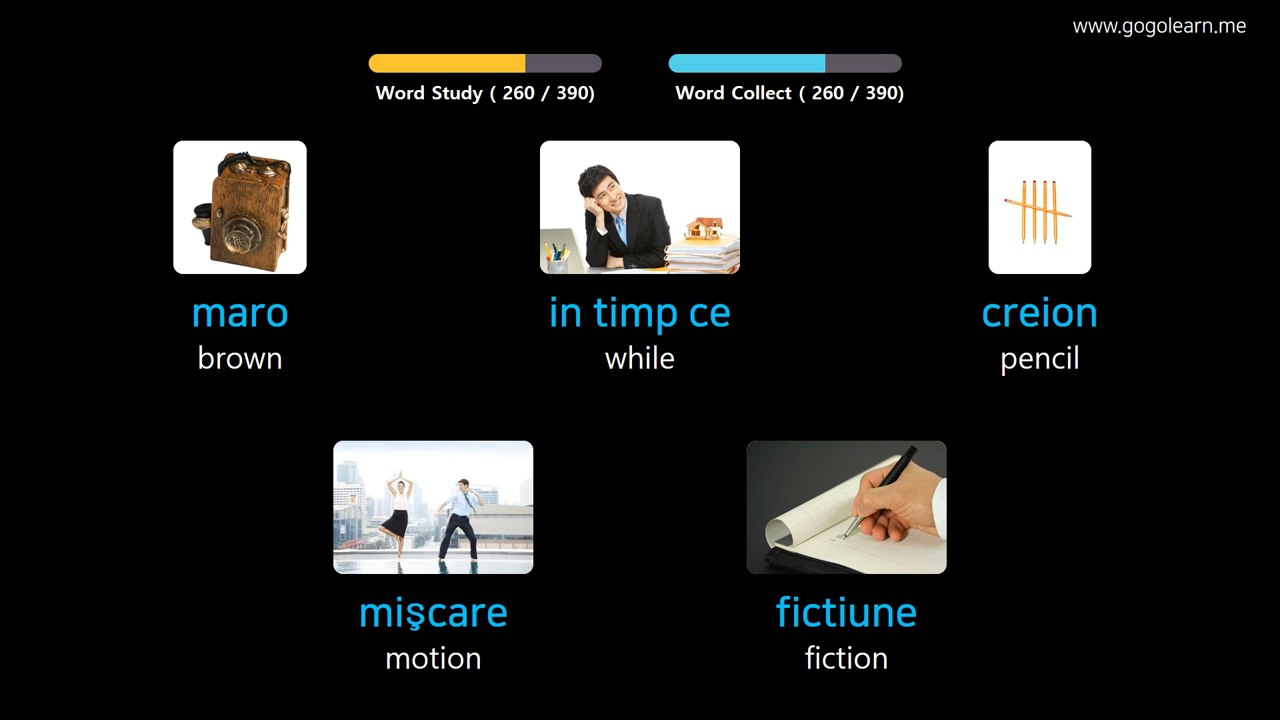 www.gogolearn.me
Word Study ( 260 / 390)
Word Collect ( 260 / 390)
maro
brown
in timp ce
while
creion
pencil
mişcare
motion
fictiune
fiction